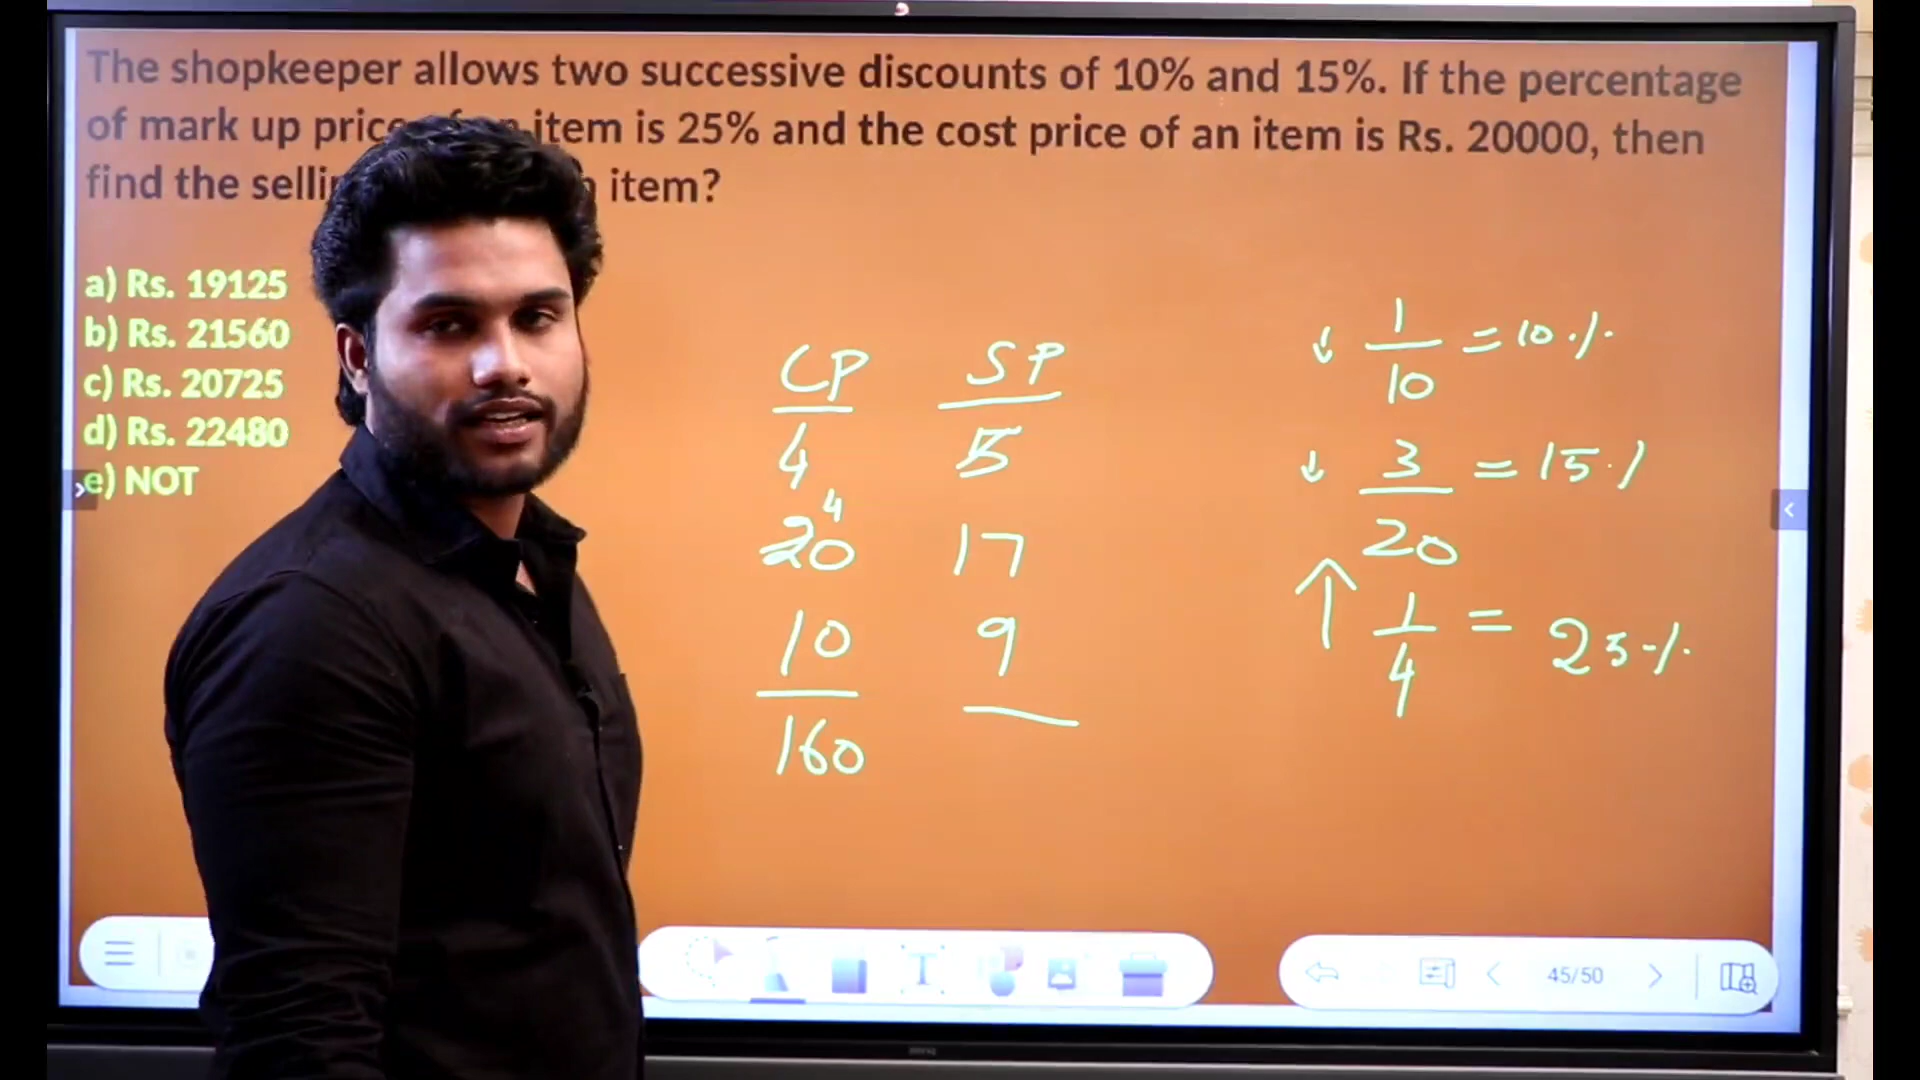 The shopkeeper allows two successive discounts of 10% and 15%. If the percentage
of mark up price item is 25% and the cost price of an item is Rs. 20000, then
find the item?
a) Rs. 19125
b) Rs. 21560
c) Rs. 20725
d) Rs. 22480
e) NOT
CP SP
4 5
4
20 17
10 9
160
↓ 1/10 = 10%
↓ 3/20 = 15%
↑ 1/4 = 25%
45/50